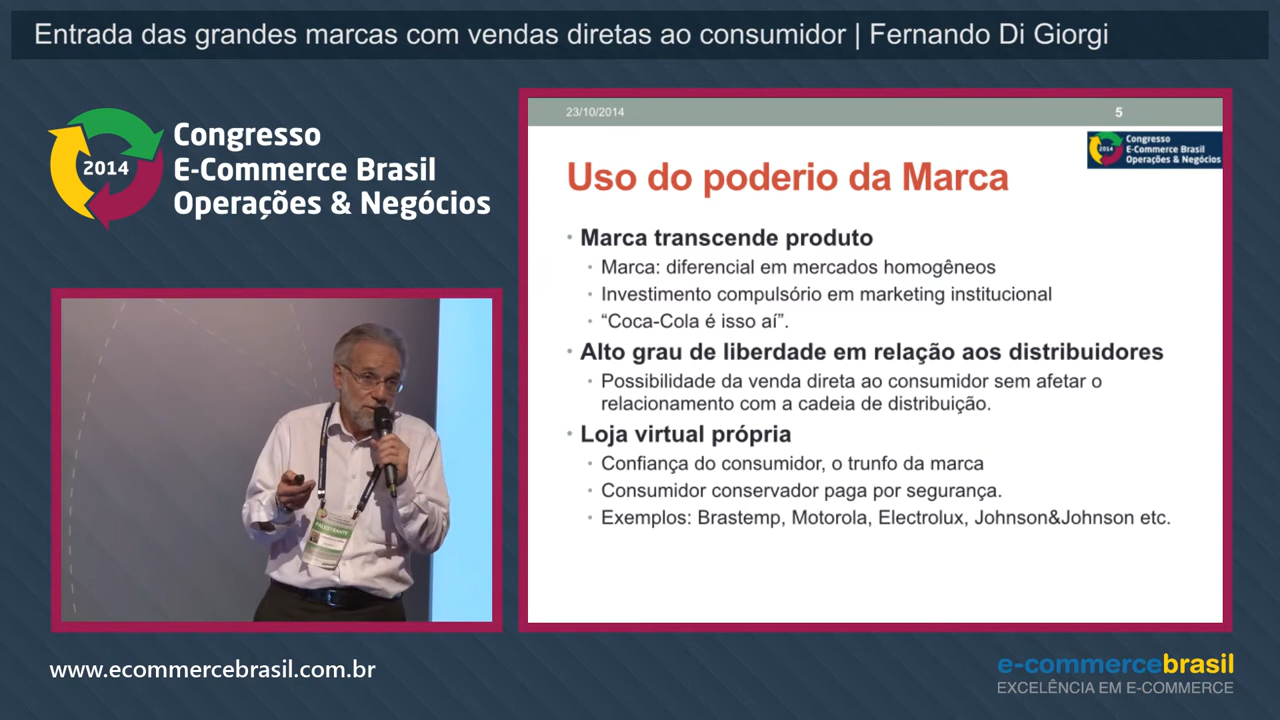 Entrada das grandes marcas com vendas diretas ao consumidor | Fernando Di Giorgi
2014
Congresso
E-Commerce Brasil
Operações & Negócios
23/10/2014
5
2014
Congresso
E-Commerce Brasil
Operações & Negócios
Uso do poderio da Marca
• Marca transcende produto
• Marca: diferencial em mercados homogêneos
• Investimento compulsório em marketing institucional
• “Coca-Cola é isso aí”.
• Alto grau de liberdade em relação aos distribuidores
• Possibilidade da venda direta ao consumidor sem afetar o
relacionamento com a cadeia de distribuição.
• Loja virtual própria
• Confiança do consumidor, o trunfo da marca
• Consumidor conservador paga por segurança.
• Exemplos: Brastemp, Motorola, Electrolux, Johnson&Johnson etc.
PALESTRANTE
www.ecommercebrasil.com.br
e-commercebrasil
EXCELÊNCIA EM E-COMMERCE